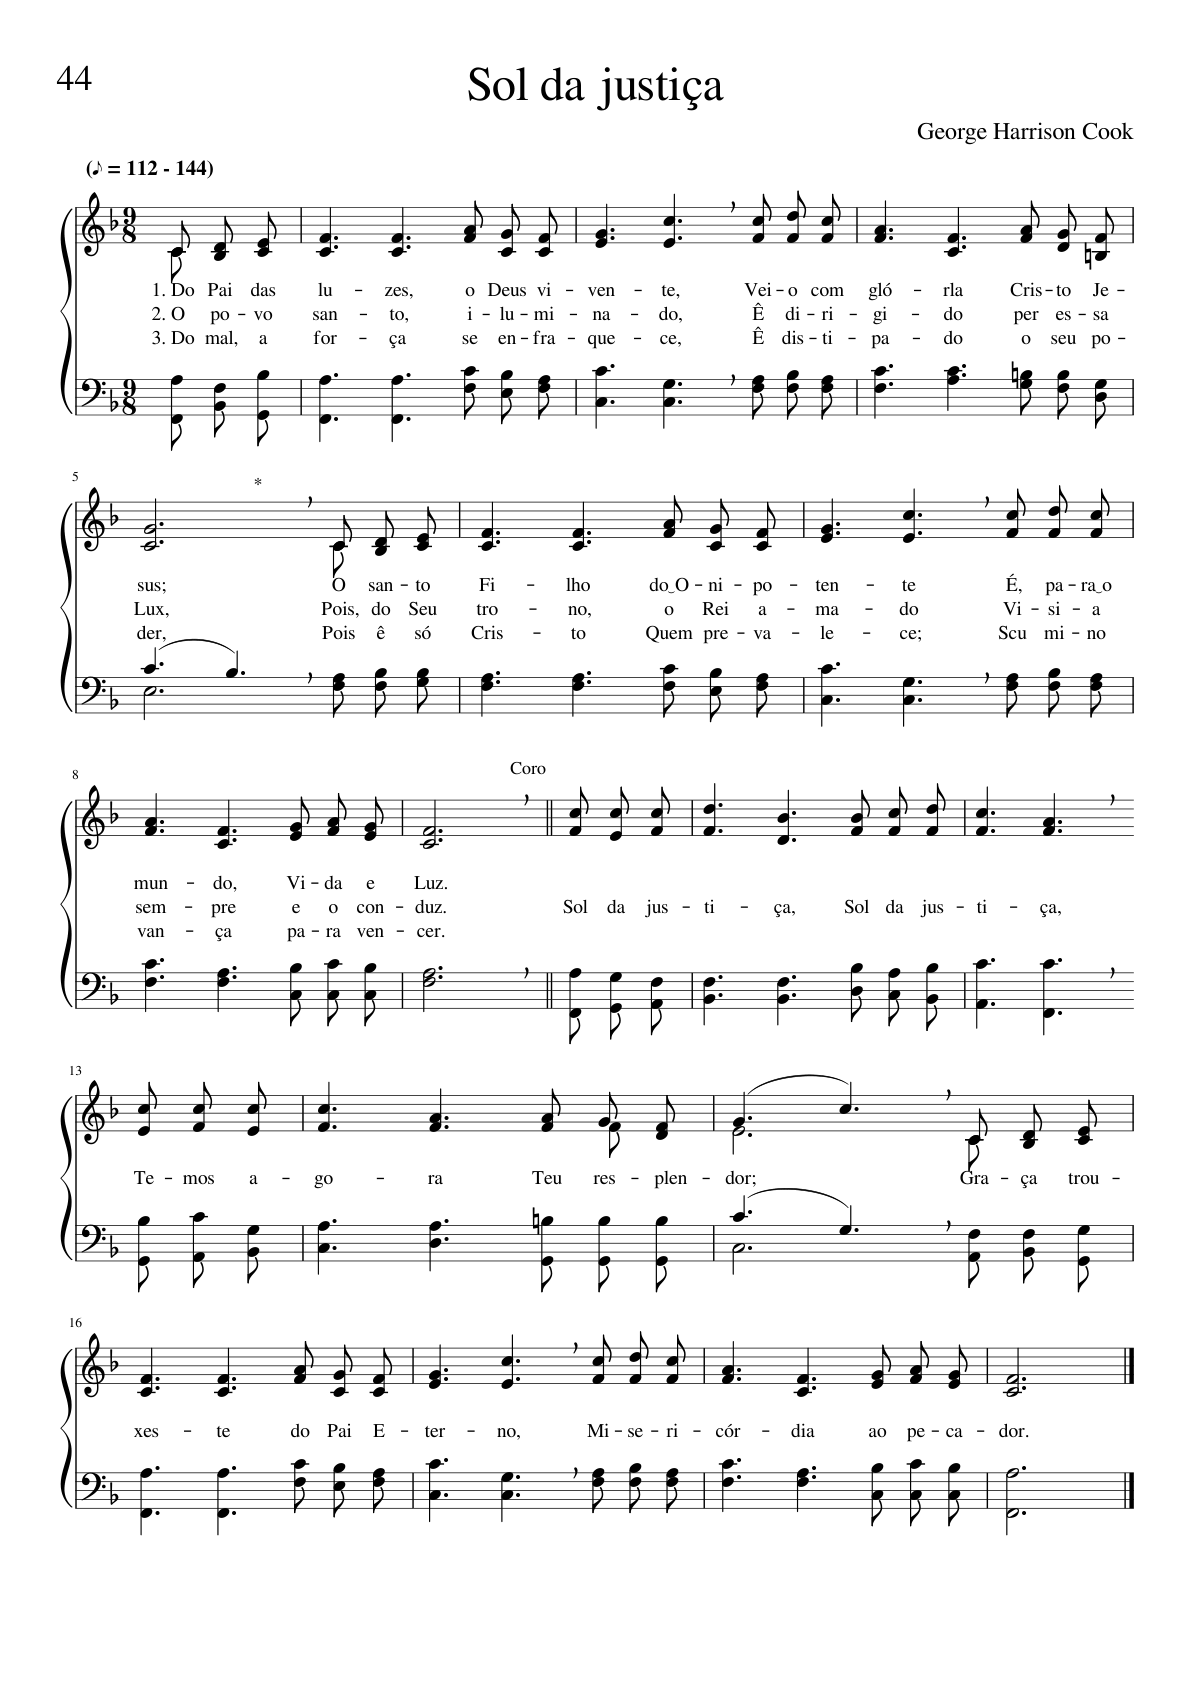 44
Sol da justiça
George Harrison Cook
(♪ = 112 - 144)
1. Do Pai das lu - zes, o Deus vi - ven - te, Vei - o com gló - rla Cris - to Je -
2. O po - vo san - to, i - lu - mi - na - do, Ê di - ri - gi - do per es - sa
3. Do mal, a for - ça se en - fra - que - ce, Ê dis - ti - pa - do o seu po -
5
*
sus; O san - to Fi - lho do‿O - ni - po - ten - te É, pa - ra‿o
Lux, Pois, do Seu tro - no, o Rei a - ma - do Vi - si - a
der, Pois ê só Cris - to Quem pre - va - le - ce; Scu mi - no
8
Coro
mun - do, Vi - da e Luz.
sem - pre e o con - duz. Sol da jus - ti - ça, Sol da jus - ti - ça,
van - ça pa - ra ven - cer.
13
Te - mos a - go - ra Teu res - plen - dor; Gra - ça trou -
16
xes - te do Pai E - ter - no, Mi - se - ri - cór - dia ao pe - ca - dor.